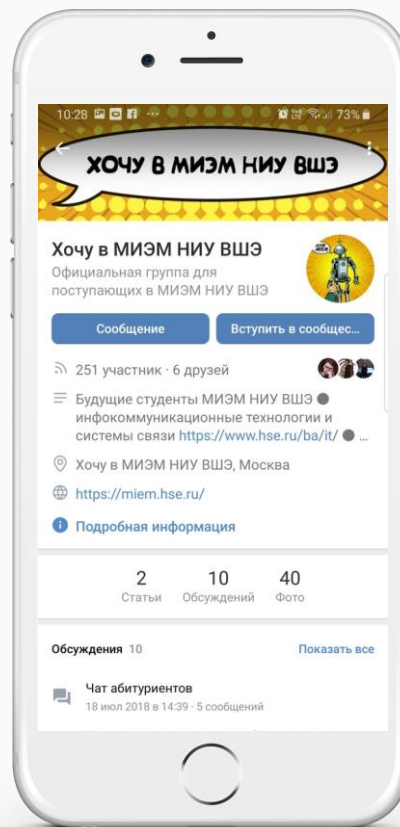 10:28 73%
ХОЧУ В МИЭМ НИУ ВШЭ
Хочу в МИЭМ НИУ ВШЭ
Официальная группа для
поступающих в МИЭМ НИУ ВШЭ
Сообщение
Вступить в сообщес...
251 участник · 6 друзей
Будущие студенты МИЭМ НИУ ВШЭ ●
инфокоммуникационные технологии и
системы связи https://www.hse.ru/ba/it/ ● ...
Хочу в МИЭМ НИУ ВШЭ, Москва
https://miem.hse.ru/
Подробная информация
2 10 40
Статьи Обсуждений Фото
Обсуждения 10 Показать все
Чат абитуриентов
18 июл 2018 в 14:39 · 5 сообщений